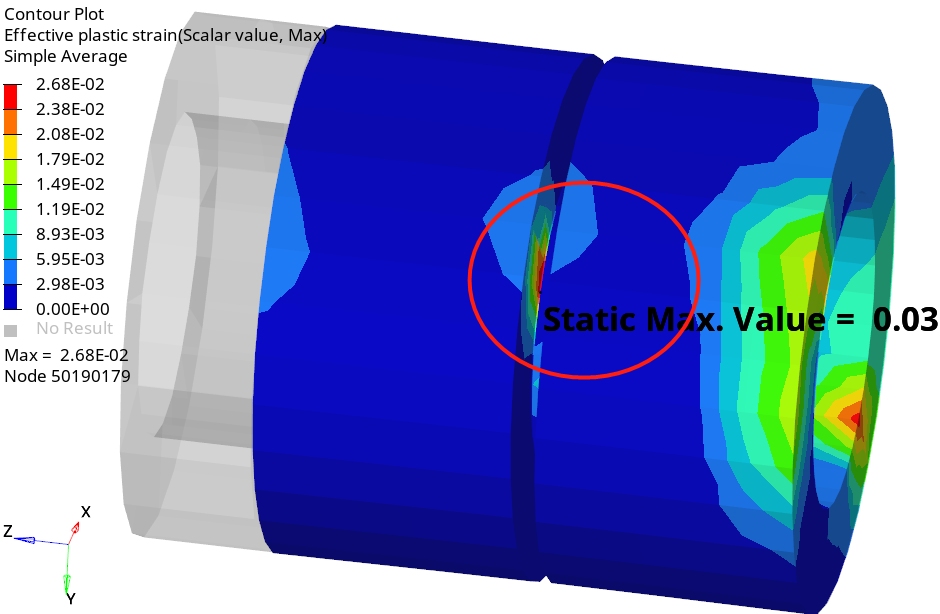 Contour Plot
Effective plastic strain(Scalar value, Max)
Simple Average
2.68E-02
2.38E-02
2.08E-02
1.79E-02
1.49E-02
1.19E-02
8.93E-03
5.95E-03
2.98E-03
0.00E+00
No Result
Max = 2.68E-02
Node 50190179
Static Max. Value = 0.03
X
Z
Y